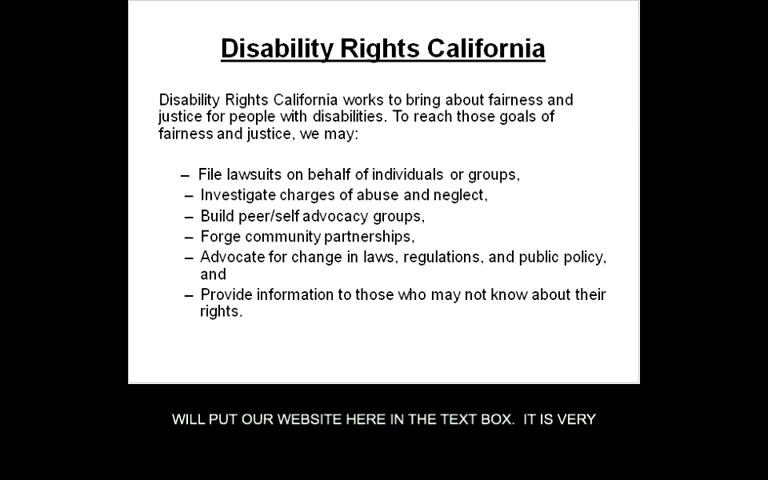 Disability Rights California
Disability Rights California works to bring about fairness and
justice for people with disabilities. To reach those goals of
fairness and justice, we may:
– File lawsuits on behalf of individuals or groups,
– Investigate charges of abuse and neglect,
– Build peer/self advocacy groups,
– Forge community partnerships,
– Advocate for change in laws, regulations, and public policy,
and
– Provide information to those who may not know about their
rights.
WILL PUT OUR WEBSITE HERE IN THE TEXT BOX. IT IS VERY